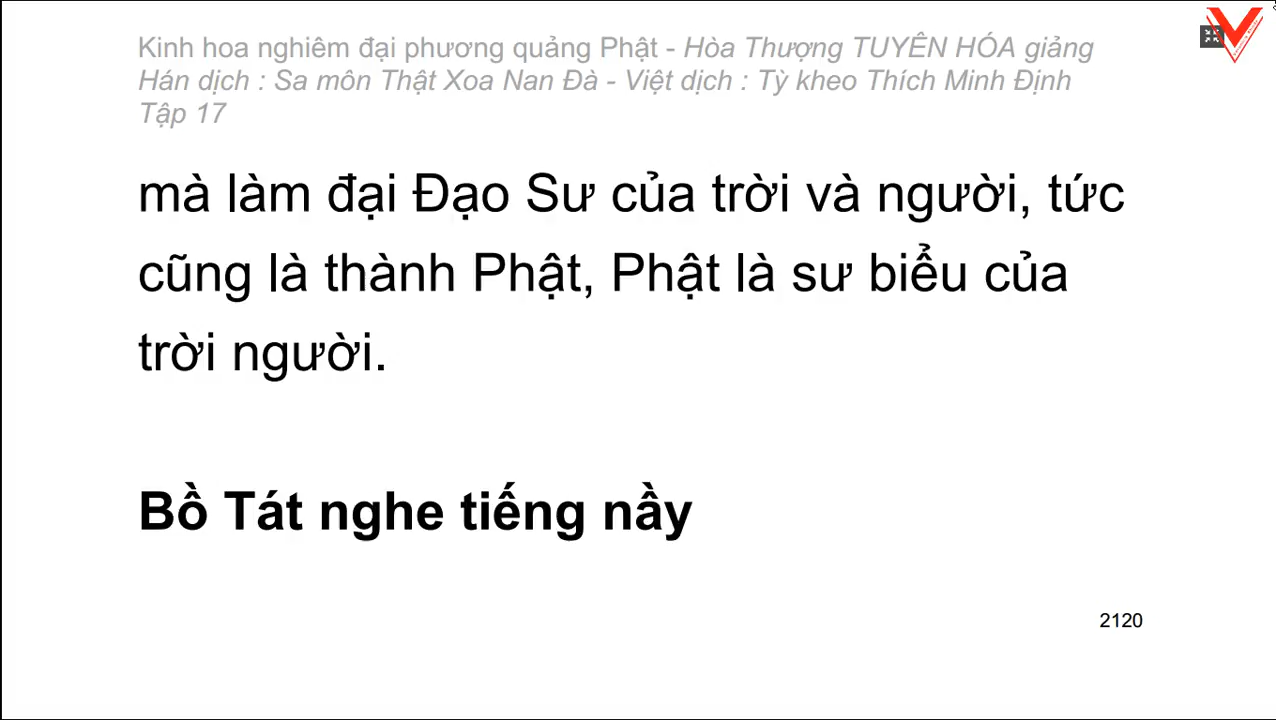 Kinh hoa nghiêm đại phương quảng Phật - Hòa Thượng TUYÊN HÓA giảng
Hán dịch : Sa môn Thật Xoa Nan Đà - Việt dịch : Tỳ kheo Thích Minh Định
Tập 17
mà làm đại Đạo Sư của trời và người, tức
cũng là thành Phật, Phật là sư biểu của
trời người.
Bồ Tát nghe tiếng nầy
2120